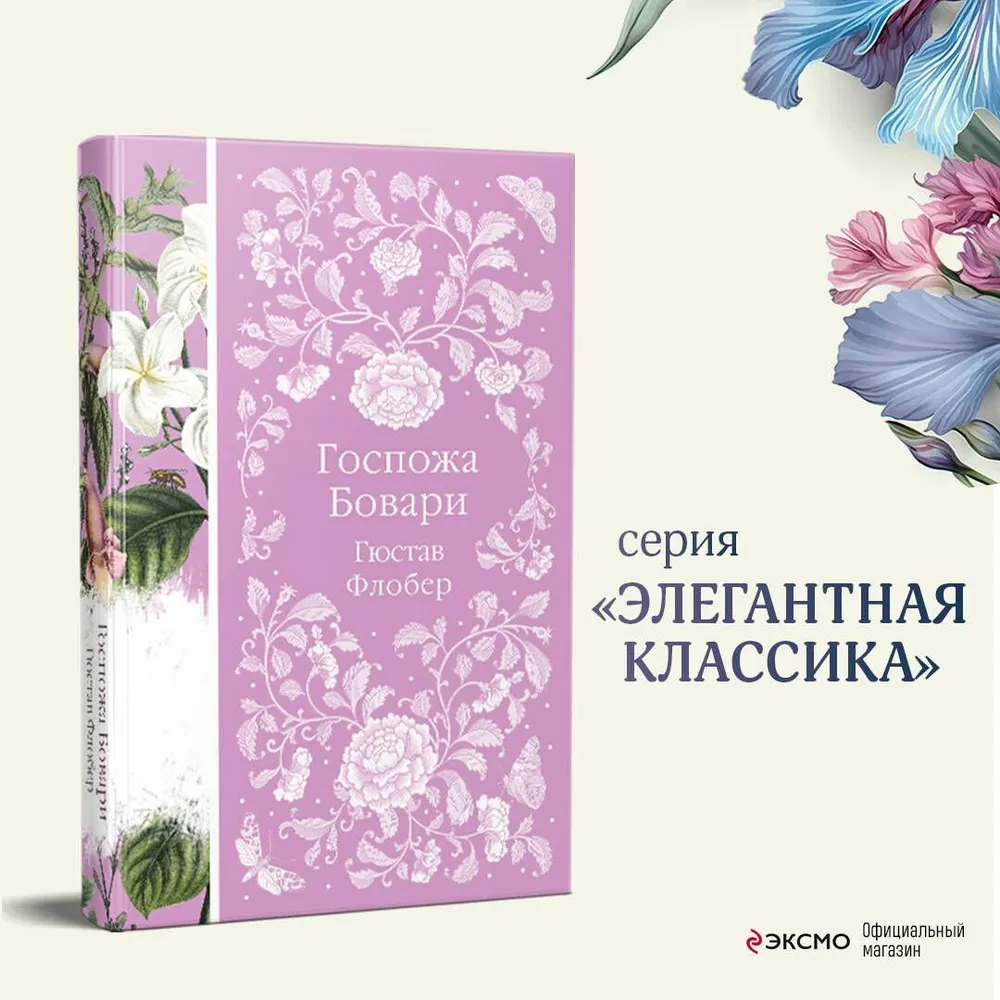 Госпожа
Бовари
Гюстав
Флобер
Госпожа Бовари
Гюстав Флобер
серия
«ЭЛЕГАНТНАЯ
КЛАССИКА»
ЭКСМО
Официальный
магазин